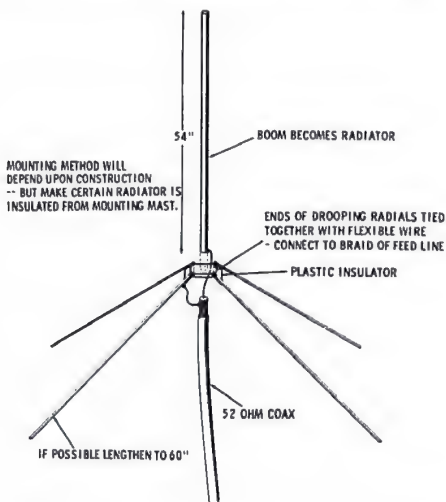 54"
BOOM BECOMES RADIATOR
MOUNTING METHOD WILL
DEPEND UPON CONSTRUCTION
-- BUT MAKE CERTAIN RADIATOR IS
INSULATED FROM MOUNTING MAST.
ENDS OF DROOPING RADIALS TIED
TOGETHER WITH FLEXIBLE WIRE
- CONNECT TO BRAID OF FEED LINE
PLASTIC INSULATOR
52 OHM COAX
IF POSSIBLE LENGTHEN TO 60"